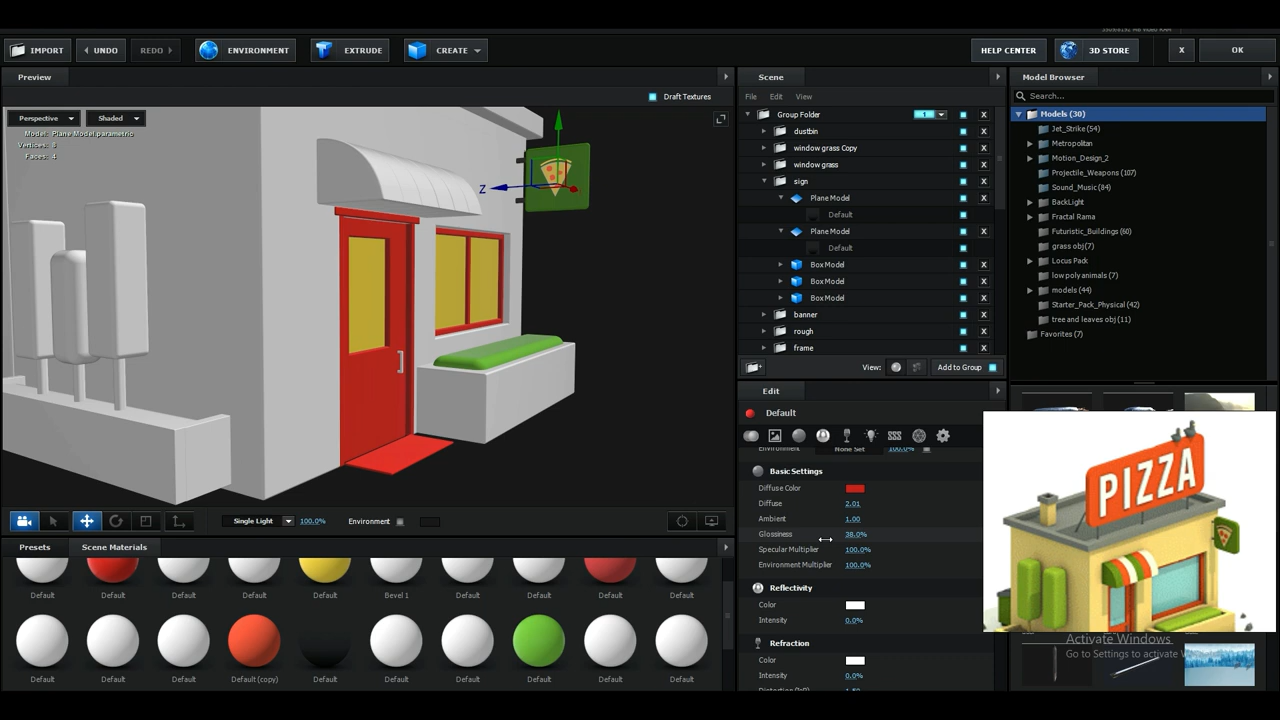 IMPORT
UNDO
REDO
ENVIRONMENT
EXTRUDE
CREATE
HELP CENTER
3D STORE
X
OK
Preview
Draft Textures
Perspective
Shaded
Model: Plane Model.parametric
Vertices: 8
Faces: 4
Z
Single Light
100.0%
Environment
Presets
Scene Materials
Default Default Default Default Default Bevel 1 Default Default Default Default
Default Default Default Default (copy) Default Default Default Default Default Default
Scene
File Edit View
Group Folder 1 X
dustbin X
window grass Copy X
window grass X
sign X
Plane Model X
Default X
Plane Model X
Default X
Box Model X
Box Model X
Box Model X
banner X
rough X
frame X
View:
Add to Group
Edit
Default
Environment None Set 100.0%
Basic Settings
Diffuse Color
Diffuse 2.01
Ambient 1.00
Glossiness 38.0%
Specular Multiplier 100.0%
Environment Multiplier 100.0%
Reflectivity
Color
Intensity 0.0%
Refraction
Color
Intensity 0.0%
Model Browser
Search...
Models (30)
Jet_Strike (54)
Metropolitan
Motion_Design_2
Projectile_Weapons (107)
Sound_Music (84)
BackLight
Fractal Rama
Futuristic_Buildings (60)
grass obj(7)
Locus Pack
low poly animals (7)
models (44)
Starter_Pack_Physical (42)
tree and leaves obj (11)
Favorites (7)
PIZZA
Activate Windows
Go to Settings to activate W